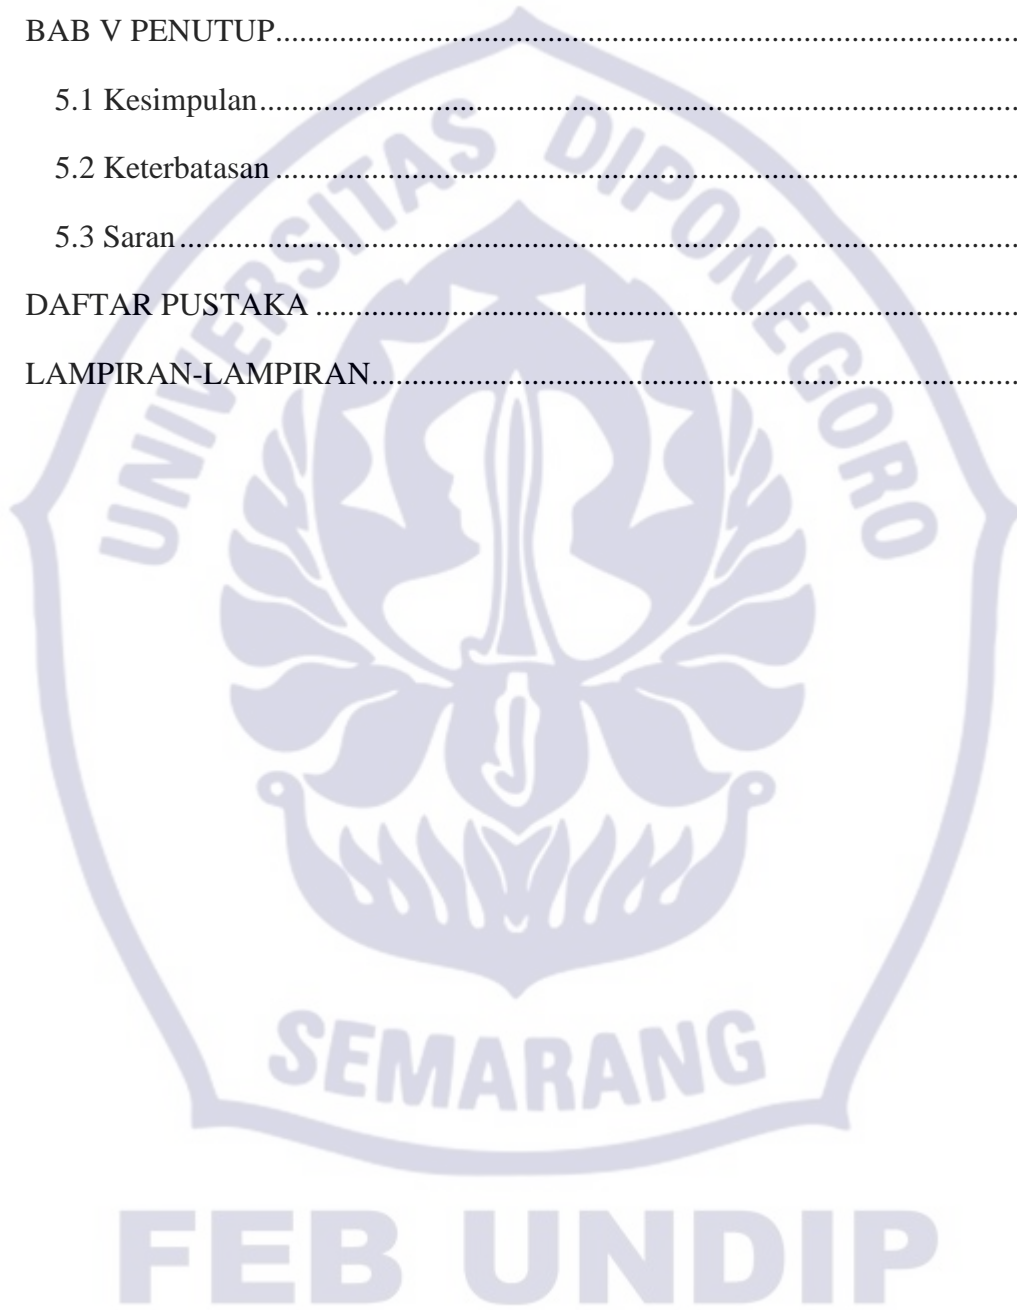 BAB V PENUTUP....................................................................................
5.1 Kesimpulan....................................................................................
5.2 Keterbatasan ....................................................................................
5.3 Saran....................................................................................
DAFTAR PUSTAKA ....................................................................................
LAMPIRAN-LAMPIRAN....................................................................................
UNIVERSITAS DIPONEGORO
SEMARANG
FEB UNDIP